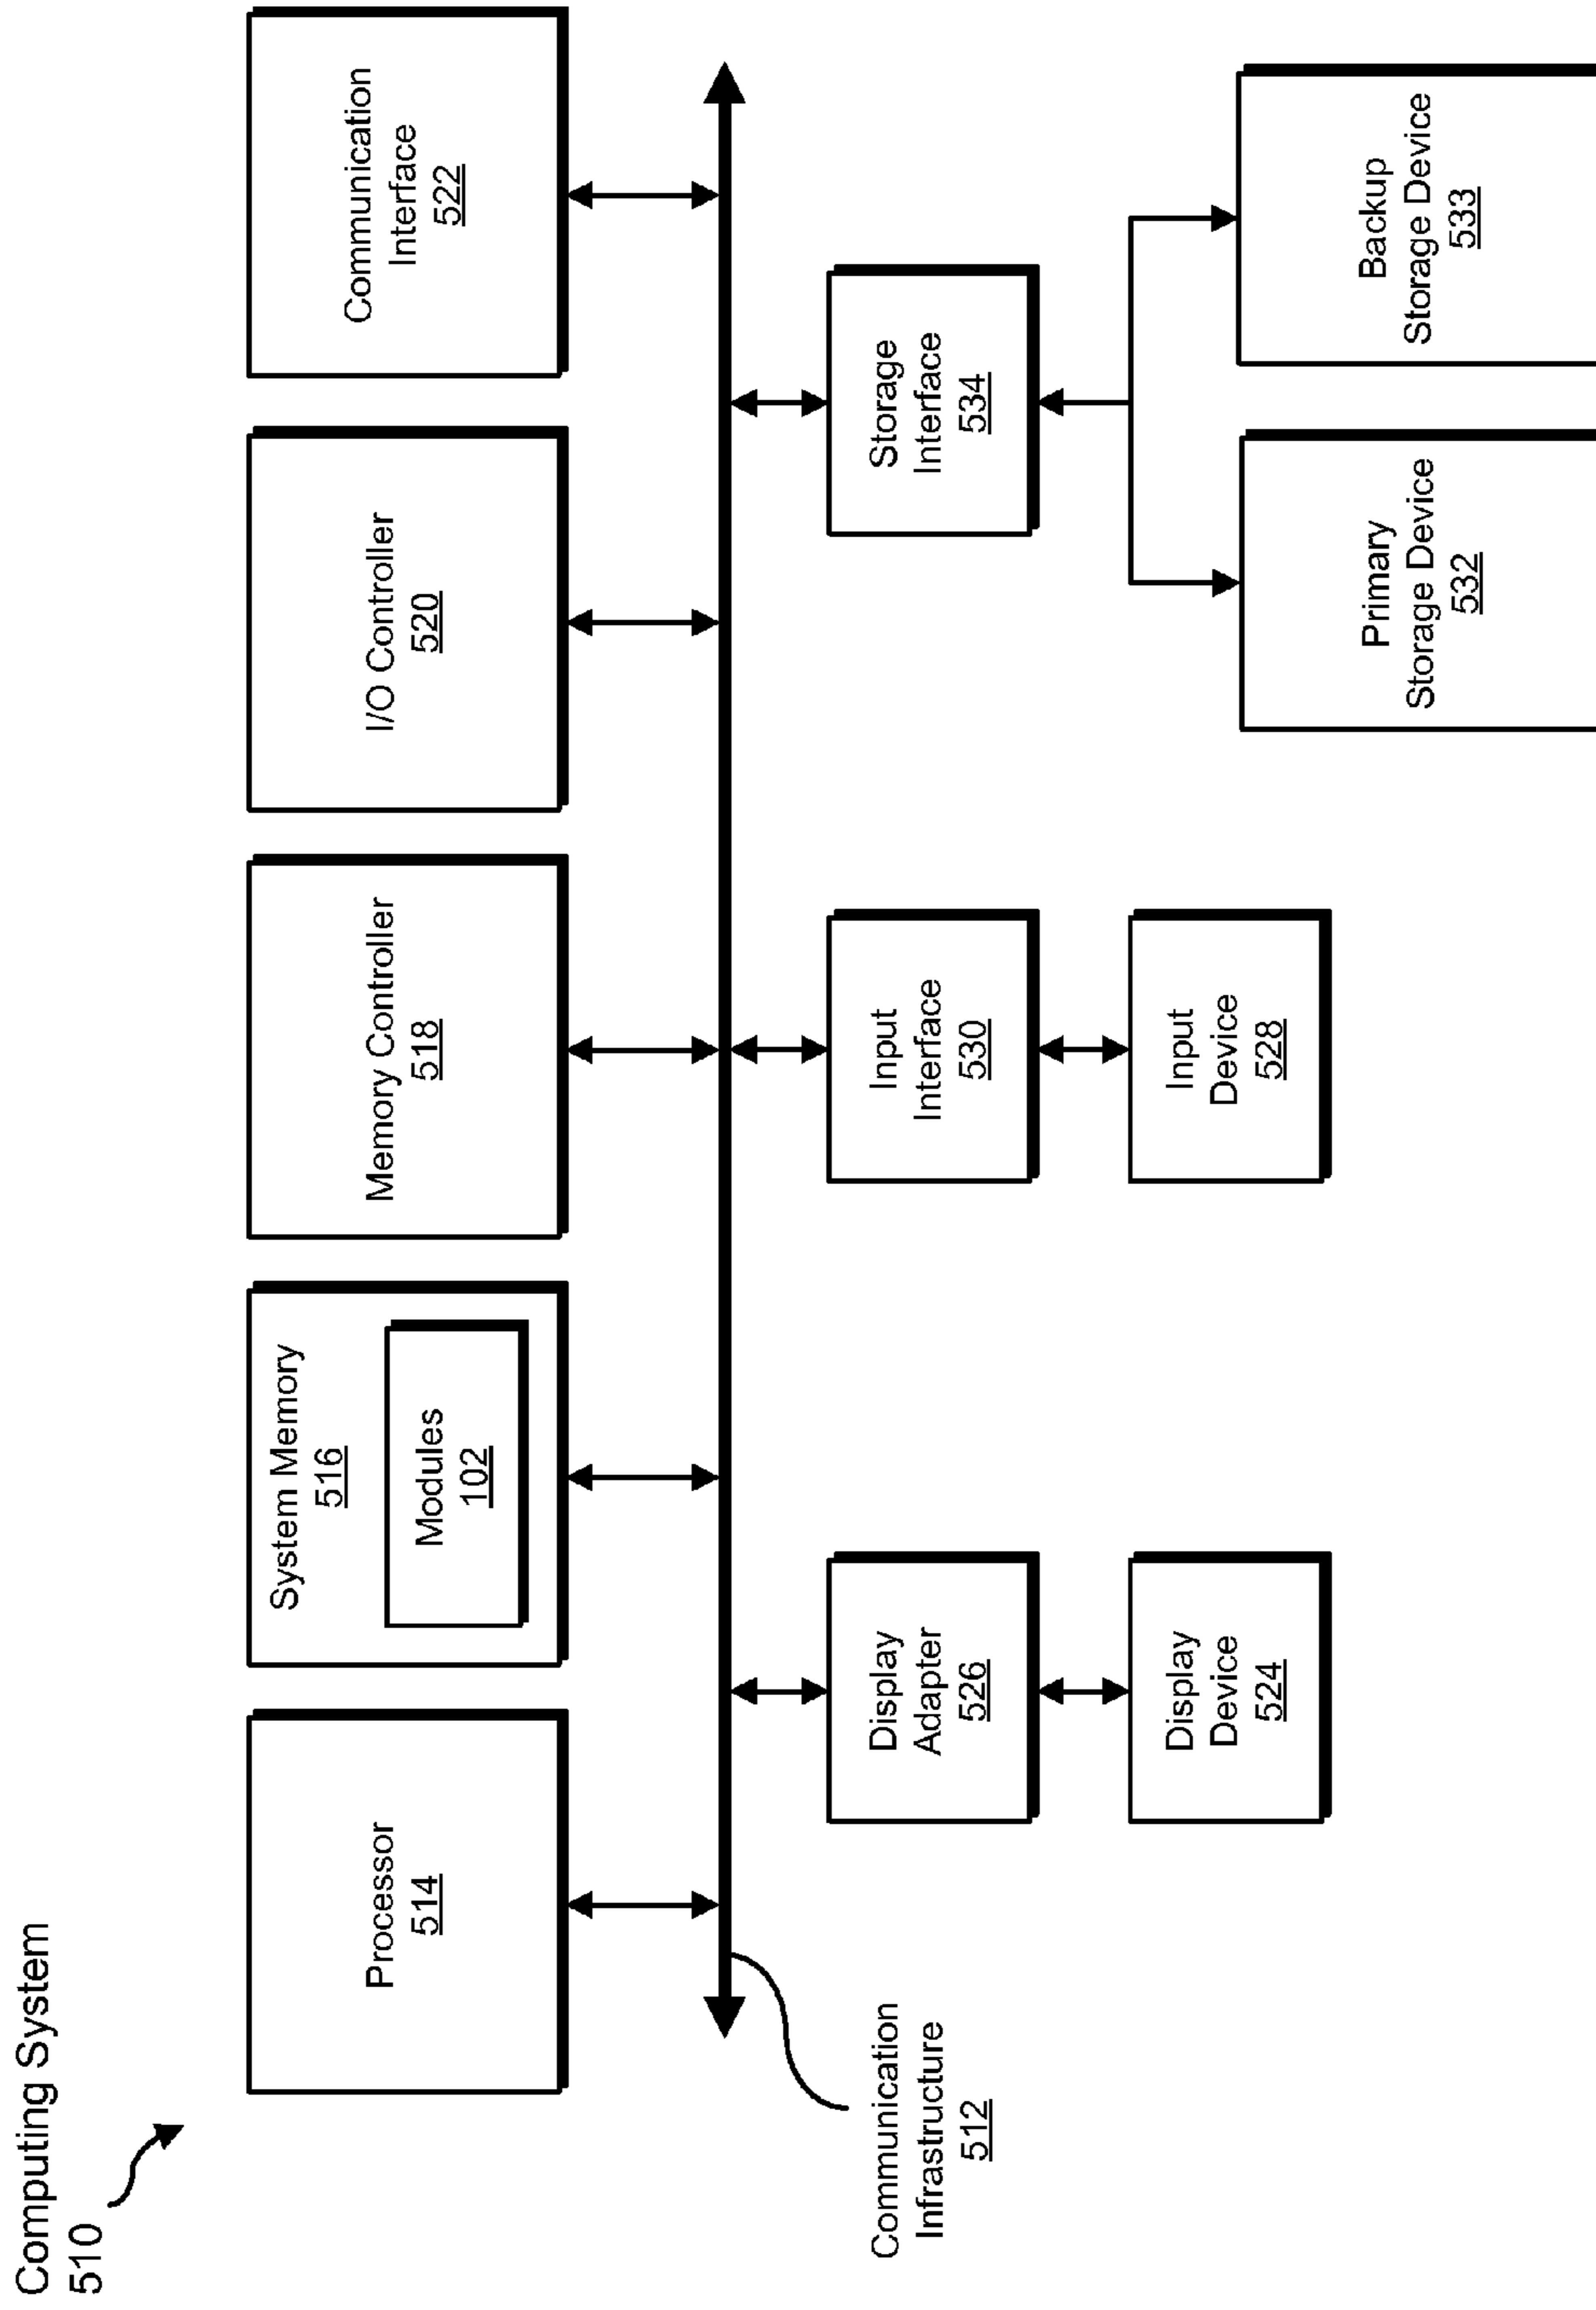 Computing System
510
Processor
514
System Memory
516
Modules
102
Memory Controller
518
I/O Controller
520
Communication
Interface
522
Communication
Infrastructure
512
Display
Adapter
526
Input
Interface
530
Storage
Interface
534
Display
Device
524
Input
Device
528
Primary
Storage Device
532
Backup
Storage Device
533